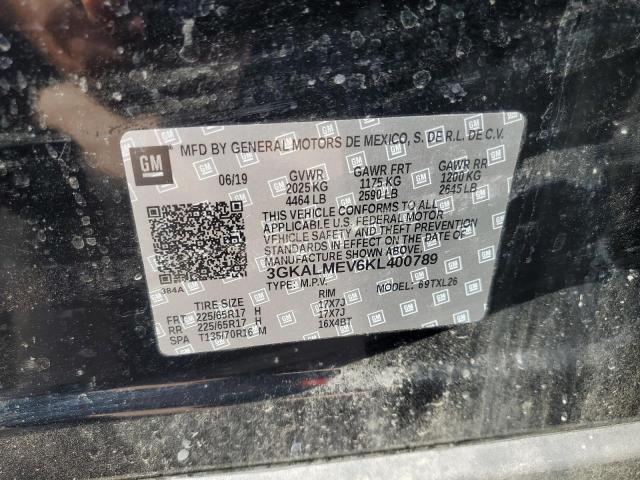 GM
MFD BY GENERAL MOTORS DE MEXICO, S. DE R.L. DE C.V.
06/19 GVWR GAWR FRT GAWR RR
2025 KG 1175 KG 1200 KG
4464 LB 2590 LB 2645 LB
THIS VEHICLE CONFORMS TO ALL
APPLICABLE U.S. FEDERAL MOTOR
VEHICLE SAFETY AND THEFT PREVENTION
STANDARDS IN EFFECT ON THE DATE OF
MANUFACTURE SHOWN ABOVE.
3GKALMEV6KL400789
384A
TYPE: M.P.V. MODEL: 69TXL26
TIRE SIZE RIM
FRT 225/65R17 H 17X7J
RR 225/65R17 H 17X7J
SPA T135/70R16 M 16X4BT